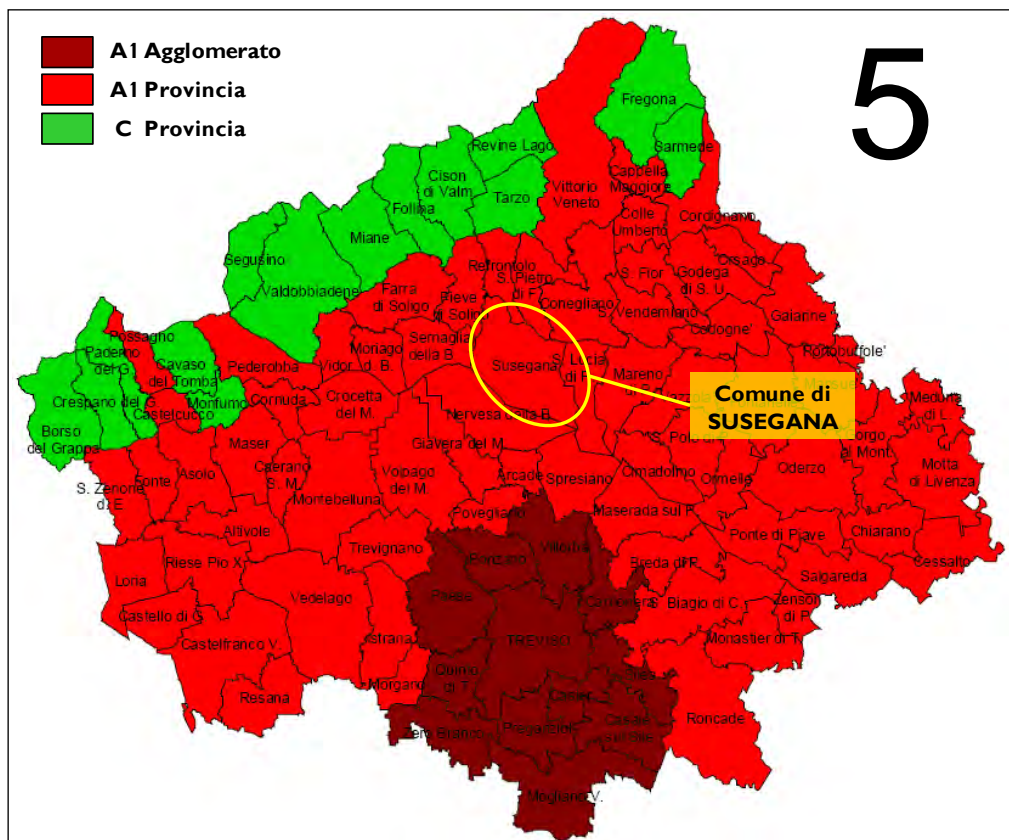 A1 Agglomerato
A1 Provincia
C Provincia
5
Fregona
Sarmede
Revine Lago
Cappella
Maggiore
Cison
di Valm
Tarzo
Vittorio
Veneto
Follina
Colle
Umberto
Cordignano
Miane
Segusino
Refrontolo
S. Pietro
di F.
S. Fior
Godega
di S. U.
Orsago
Valdobbiadene
Farra
di Soligo
Pieve
di Soligo
Conegliano
S. Vendemiano
Codogne'
Gaiarine
Possagno
Paderno
del G.
Cavaso
del Tomba
Pederobba
Vidor
Moriago
d. B.
Sernaglia
della B.
Susegana
S. Lucia
di P.
Mareno
Portobuffole'
Comune di
SUSEGANA
Crespano del G.
Monfumo
Castelcucco
Cornuda
Crocetta
del M.
Nervesa della B.
Meduna
di L.
Borso
del Grappa
Maser
Giavera del M.
S. Polo
al Mont.
Asolo
Fonte
Caerano
S. M.
Volpago
del M.
Arcade
Spresiano
Cimadolmo
Ormelle
Oderzo
Motta
di Livenza
S. Zenone
d. E.
Montebelluna
Povegliano
Maserada sul P.
Altivole
Trevignano
Villorba
Ponte di Piave
Chiarano
Riese Pio X
Ponzano
Breda di P.
Cessalto
Loria
Vedelago
Paese
Carbonera
Salgareda
Castello di G.
S. Biagio di C.
Zenson
di P.
Castelfranco V.
Istrana
TREVISO
Monastier di T.
Resana
Morgano
Quinto
di T.
Casier
Roncade
Zero Branco
Preganziol
Casale
sul Sile
Mogliano V.